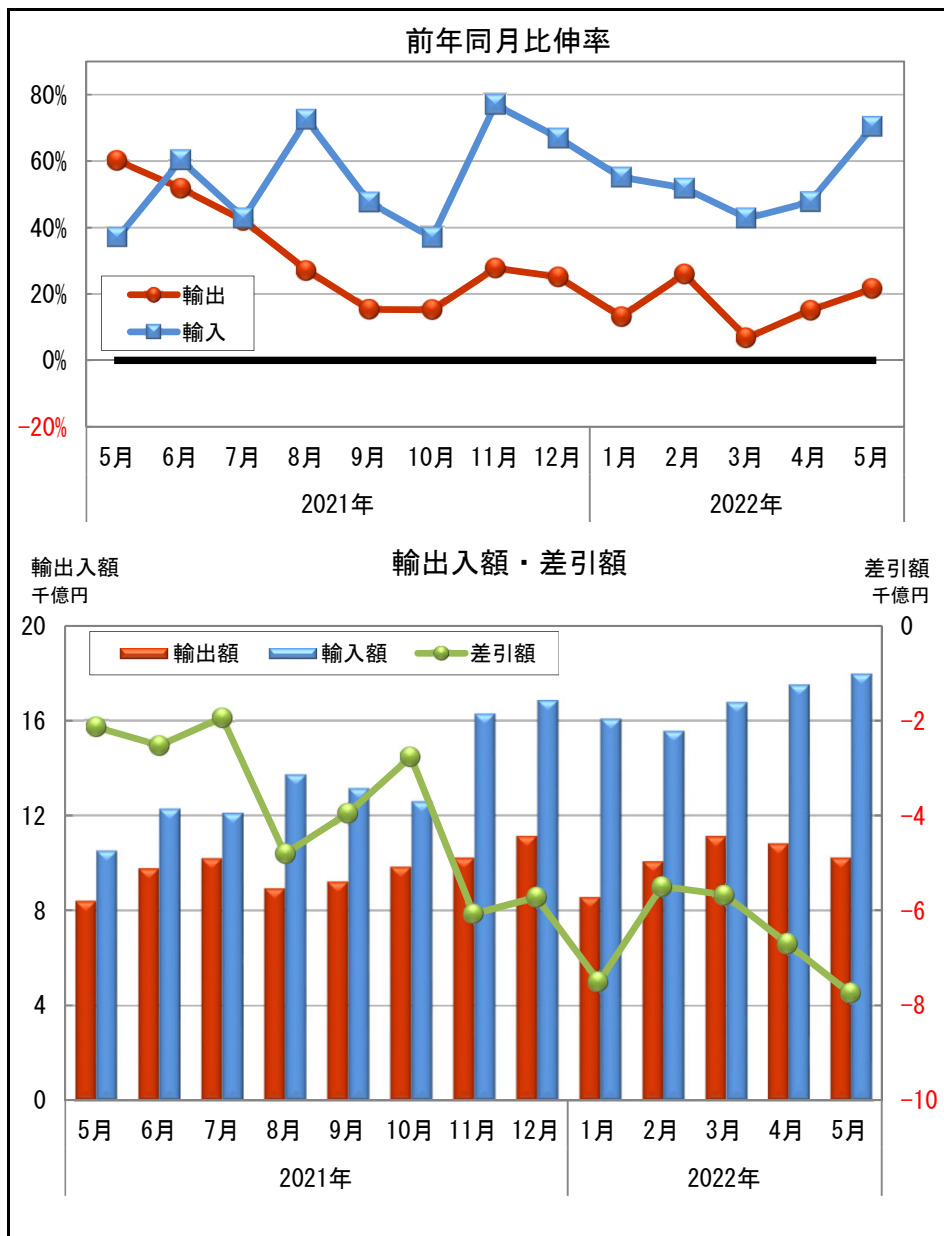 前年同月比伸率
80%
60%
40%
20%
0%
-20%
輸出
輸入
5月 6月 7月 8月 9月 10月 11月 12月 1月 2月 3月 4月 5月
2021年 2022年
輸出入額・差引額
輸出入額
千億円
差引額
千億円
輸出額 輸入額 差引額
20 0
16 -2
12 -4
8 -6
4 -8
0 -10
5月 6月 7月 8月 9月 10月 11月 12月 1月 2月 3月 4月 5月
2021年 2022年